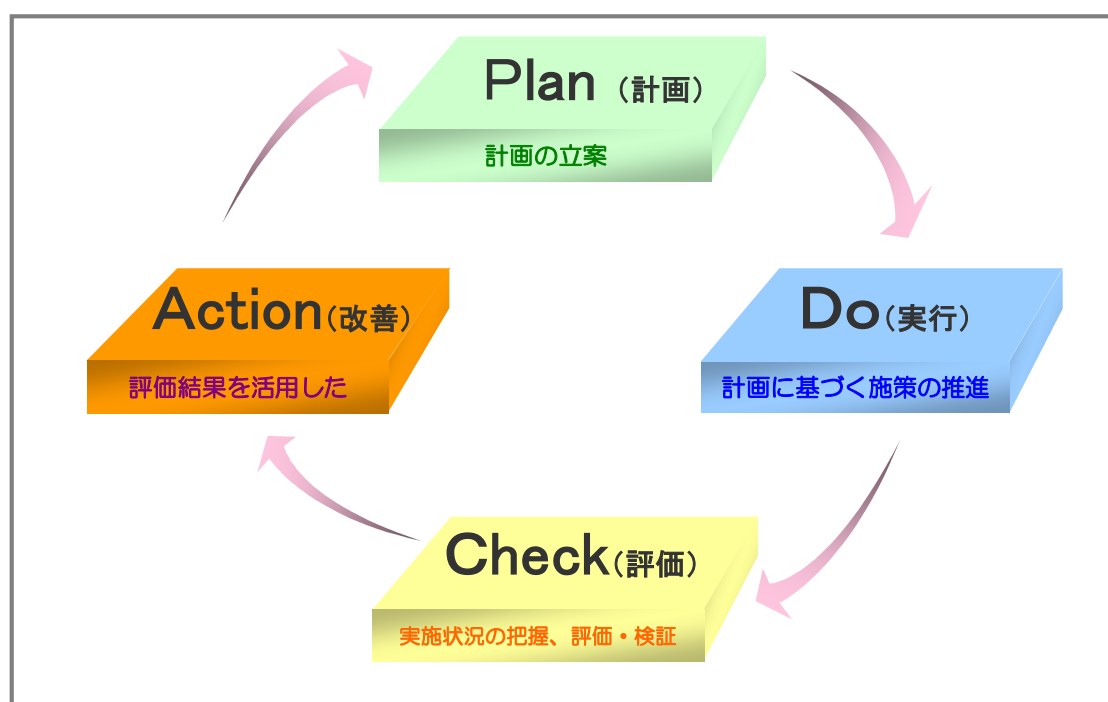 Plan（計画）
計画の立案
Do（実行）
計画に基づく施策の推進
Check（評価）
実施状況の把握、評価・検証
Action（改善）
評価結果を活用した